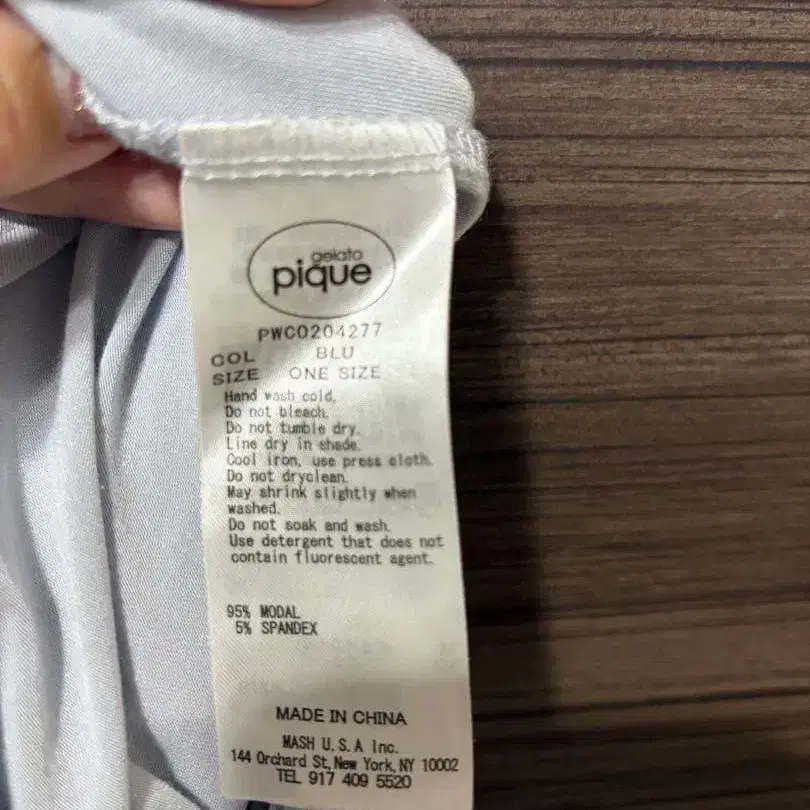 gelato
pique
PWCO204277
COL BLU
SIZE ONE SIZE
Hand wash cold.
Do not bleach.
Do not tumble dry.
Line dry in shade.
Cool iron, use press cloth.
Do not dryclean.
May shrink slightly when
washed.
Do not soak and wash.
Use detergent that does not
contain fluorescent agent.
95% MODAL
5% SPANDEX
MADE IN CHINA
MASH U.S.A Inc.
144 Orchard St, New York, NY 10002
TEL 917 409 5520